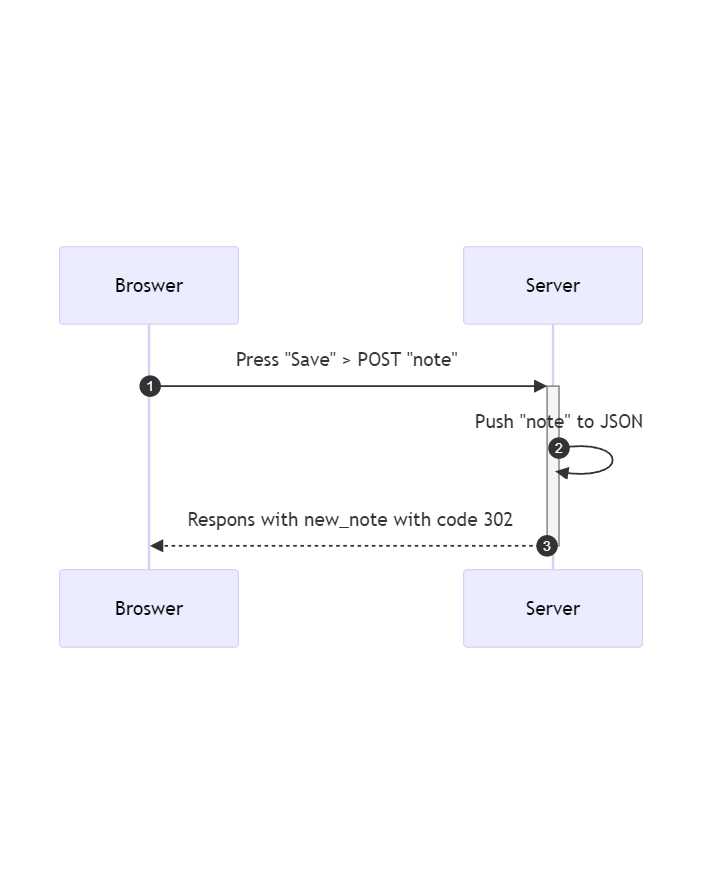 Broswer
Server
Press "Save" > POST "note"
1
Push "note" to JSON
2
Respons with new_note with code 302
3
Broswer
Server